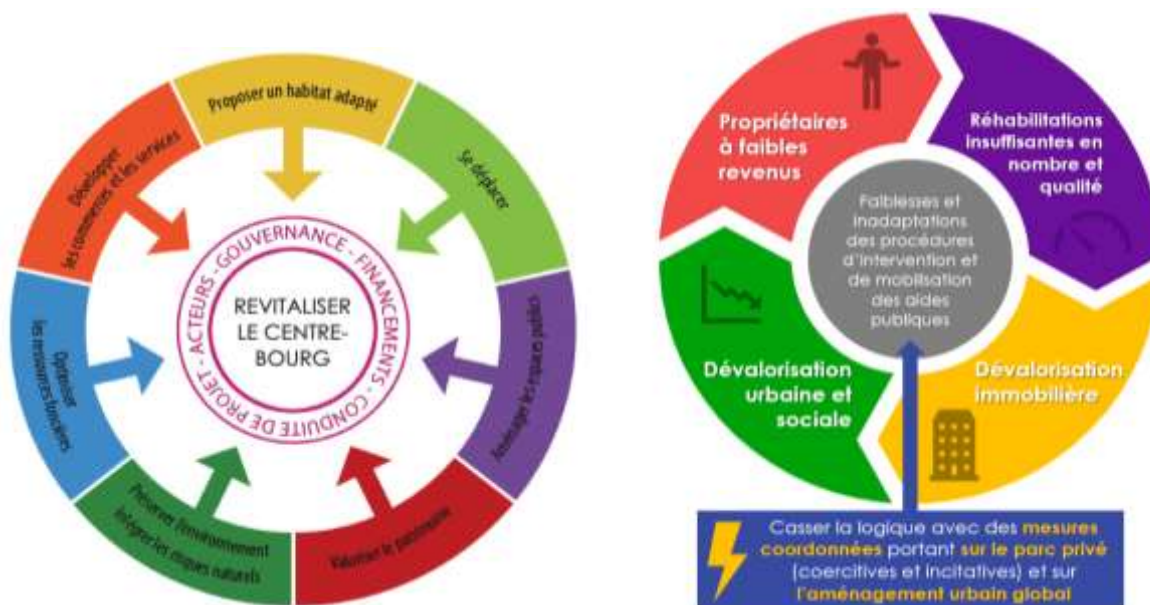 Proposer un habitat adapté
Se déplacer
Aménager les espaces publics
Valoriser le patrimoine
Préserver l'environnement
Intégrer les risques naturels
Optimiser
les ressources foncières
Développer
les commerces et les services
ACTEURS - GOUVERNANCE - FINANCEMENTS - CONDUITE DE PROJET -
REVITALISER
LE CENTRE-
BOURG
Propriétaires
à faibles
revenus
Réhabilitations
insuffisantes en
nombre et
qualité
Faiblesses et
inadaptations
des procédures
d'intervention et
de mobilisation
des aides
publiques
Dévalorisation
urbaine et
sociale
Dévalorisation
immobilière
Casser la logique avec des mesures
coordonnées portant sur le parc privé
(coercitives et incitatives) et sur
l'aménagement urbain global